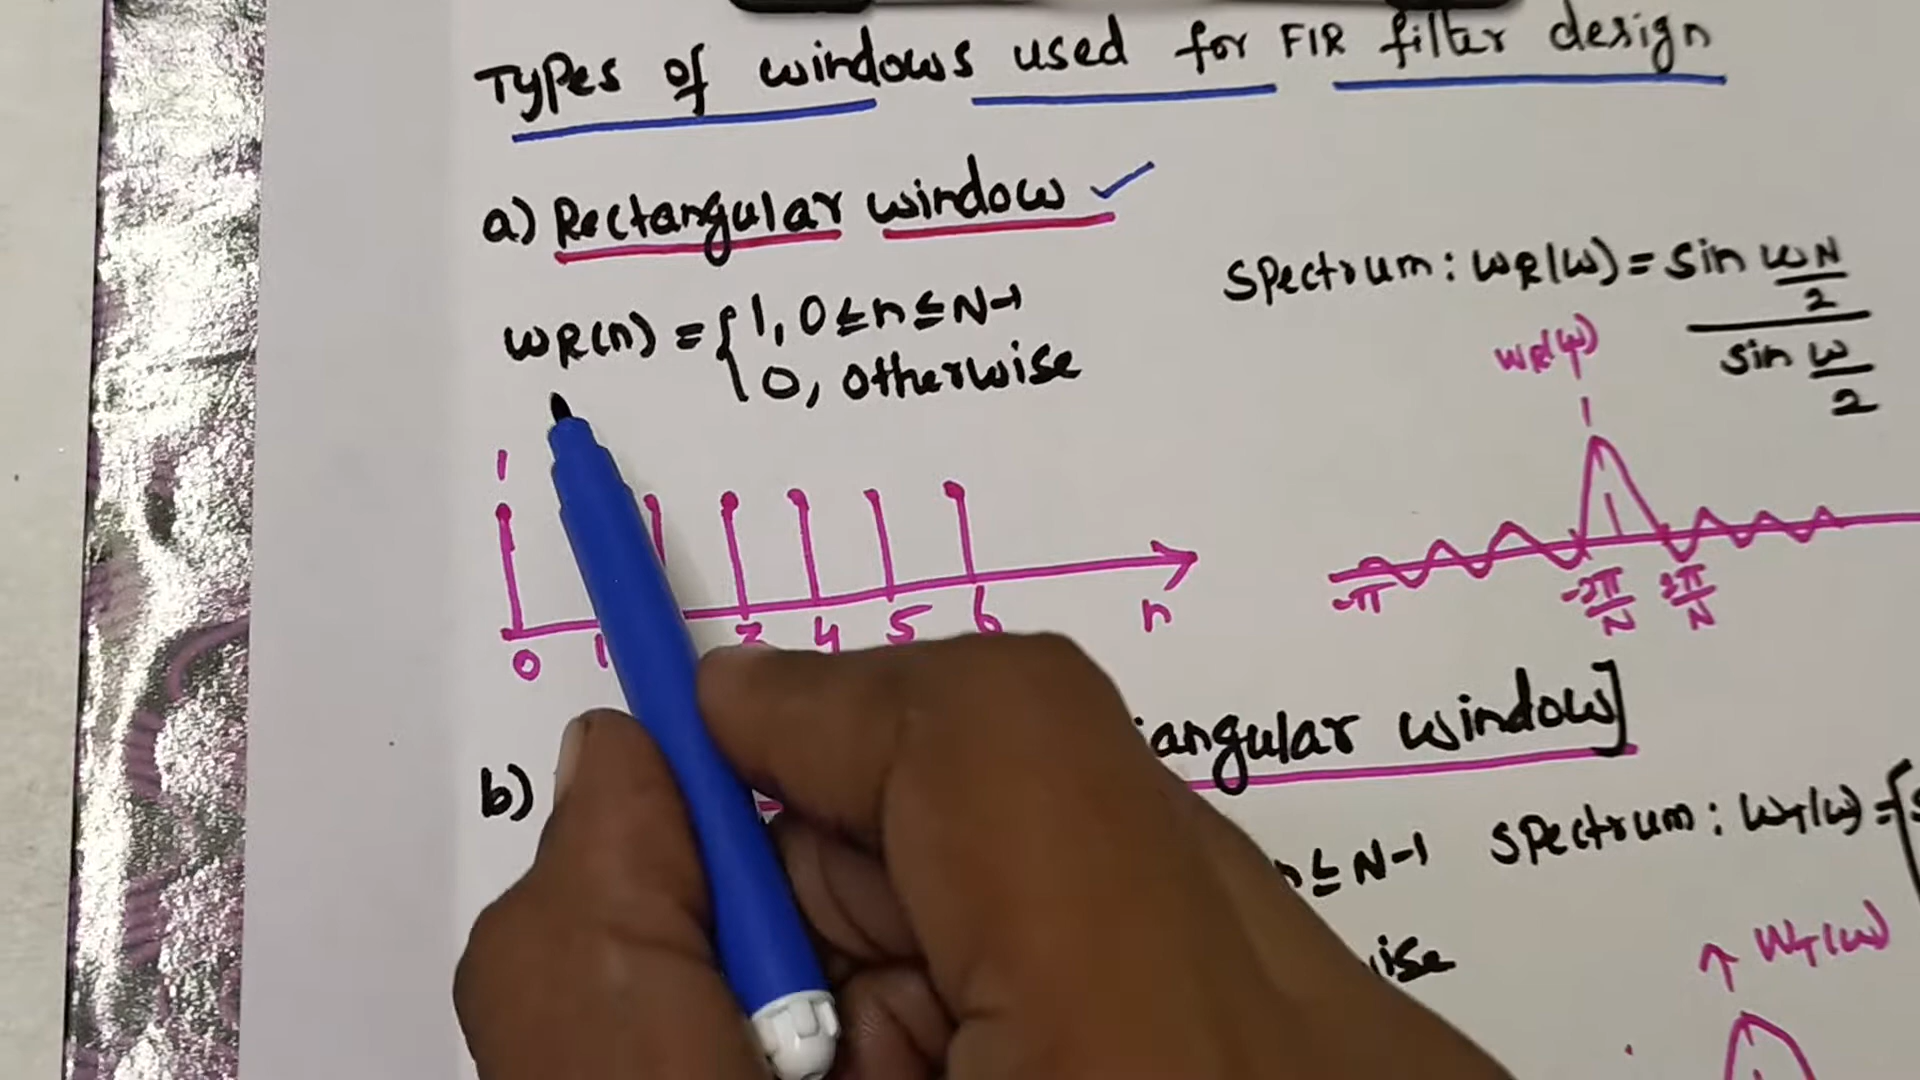 Types of windows used for FIR filter design
a) Rectangular window ✓
wR(n) = { 1, 0≤n≤N-1
0, otherwise
Spectrum: WR(ω) = sin ωN/2
sin ω/2
WR(ω)
1
1
0 1 3 4 5 6 n
-π -2π/N 2π/N
b) angular window]
n≤N-1 Spectrum: WT(ω) = [s
wise
↑ WT(ω)